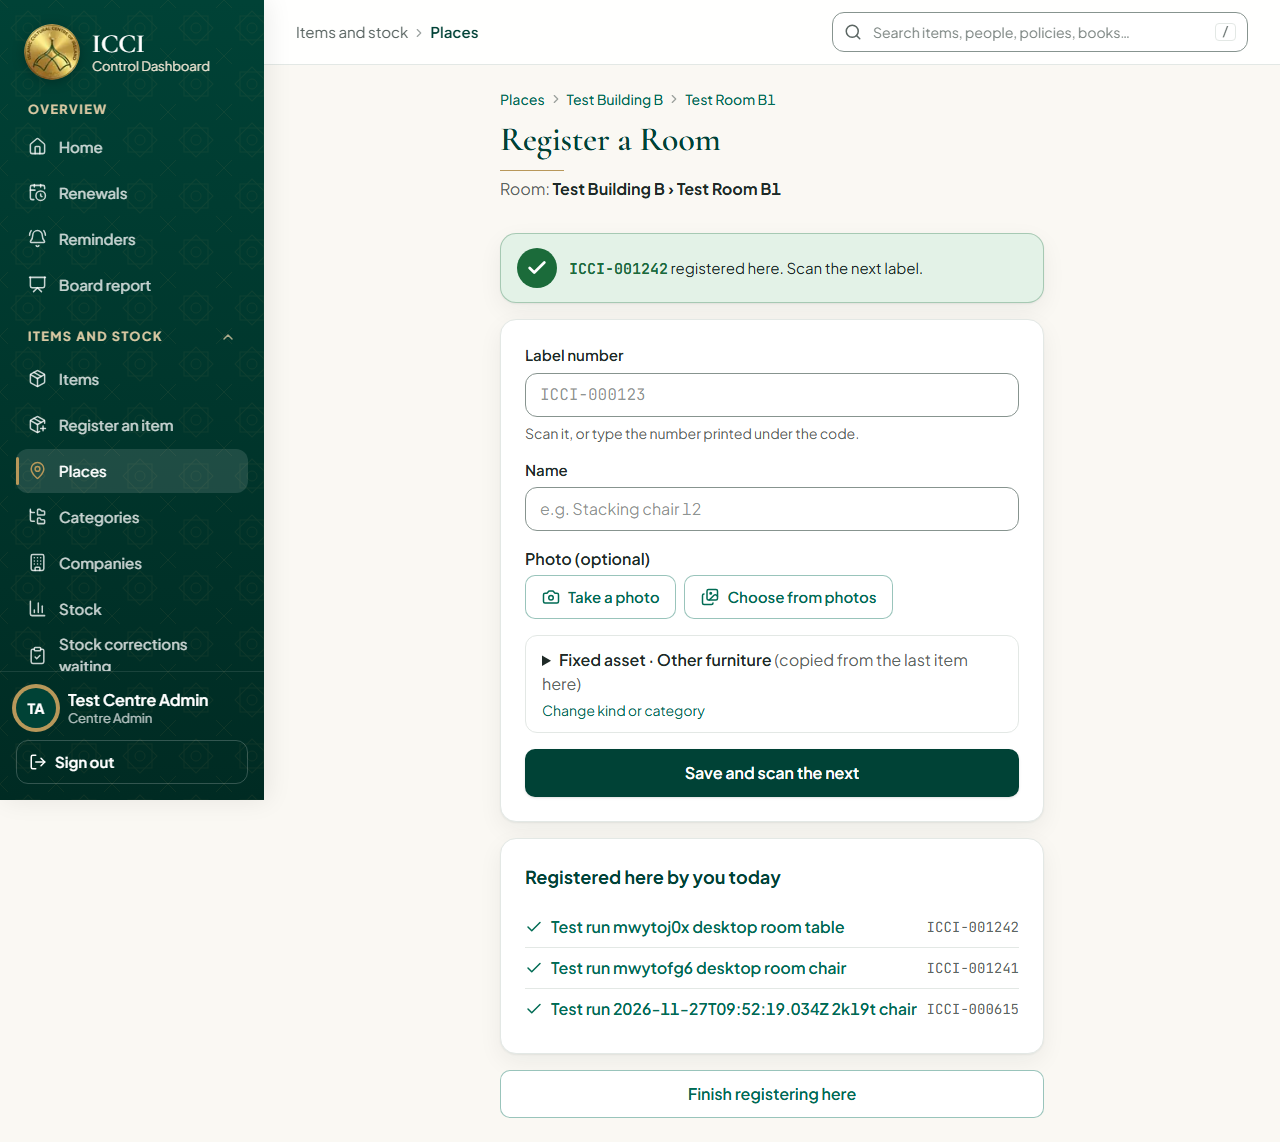 ICCI
Control Dashboard
OVERVIEW
Home
Renewals
Reminders
Board report
ITEMS AND STOCK
Items
Register an item
Places
Categories
Companies
Stock
Stock corrections
waiting
TA
Test Centre Admin
Centre Admin
Sign out
Items and stock › Places
Search items, people, policies, books… /
Places › Test Building B › Test Room B1
Register a Room
Room: Test Building B › Test Room B1
ICCI-001242 registered here. Scan the next label.
Label number
ICCI-000123
Scan it, or type the number printed under the code.
Name
e.g. Stacking chair 12
Photo (optional)
Take a photo
Choose from photos
Fixed asset · Other furniture (copied from the last item
here)
Change kind or category
Save and scan the next
Registered here by you today
Test run mwytoj0x desktop room table ICCI-001242
Test run mwytofg6 desktop room chair ICCI-001241
Test run 2026-11-27T09:52:19.034Z 2k19t chair ICCI-000615
Finish registering here